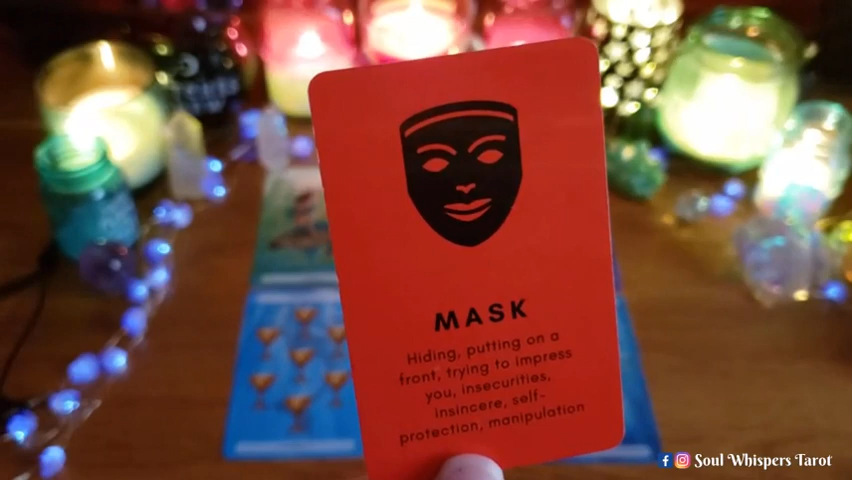 MASK
Hiding, putting on a
front, trying to impress
you, insecurities,
insincere, self-
protection, manipulation
Soul Whispers Tarot